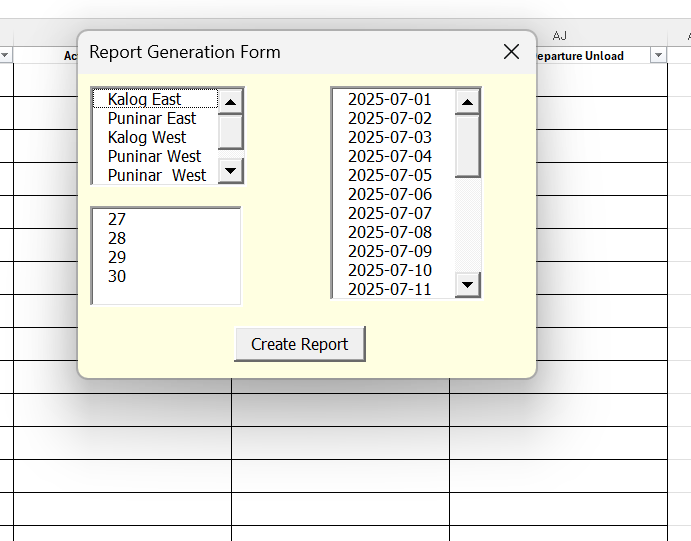 AJ
Ac
eparture Unload
Report Generation Form
Kalog East
Puninar East
Kalog West
Puninar West
Puninar  West
27
28
29
30
2025-07-01
2025-07-02
2025-07-03
2025-07-04
2025-07-05
2025-07-06
2025-07-07
2025-07-08
2025-07-09
2025-07-10
2025-07-11
Create Report